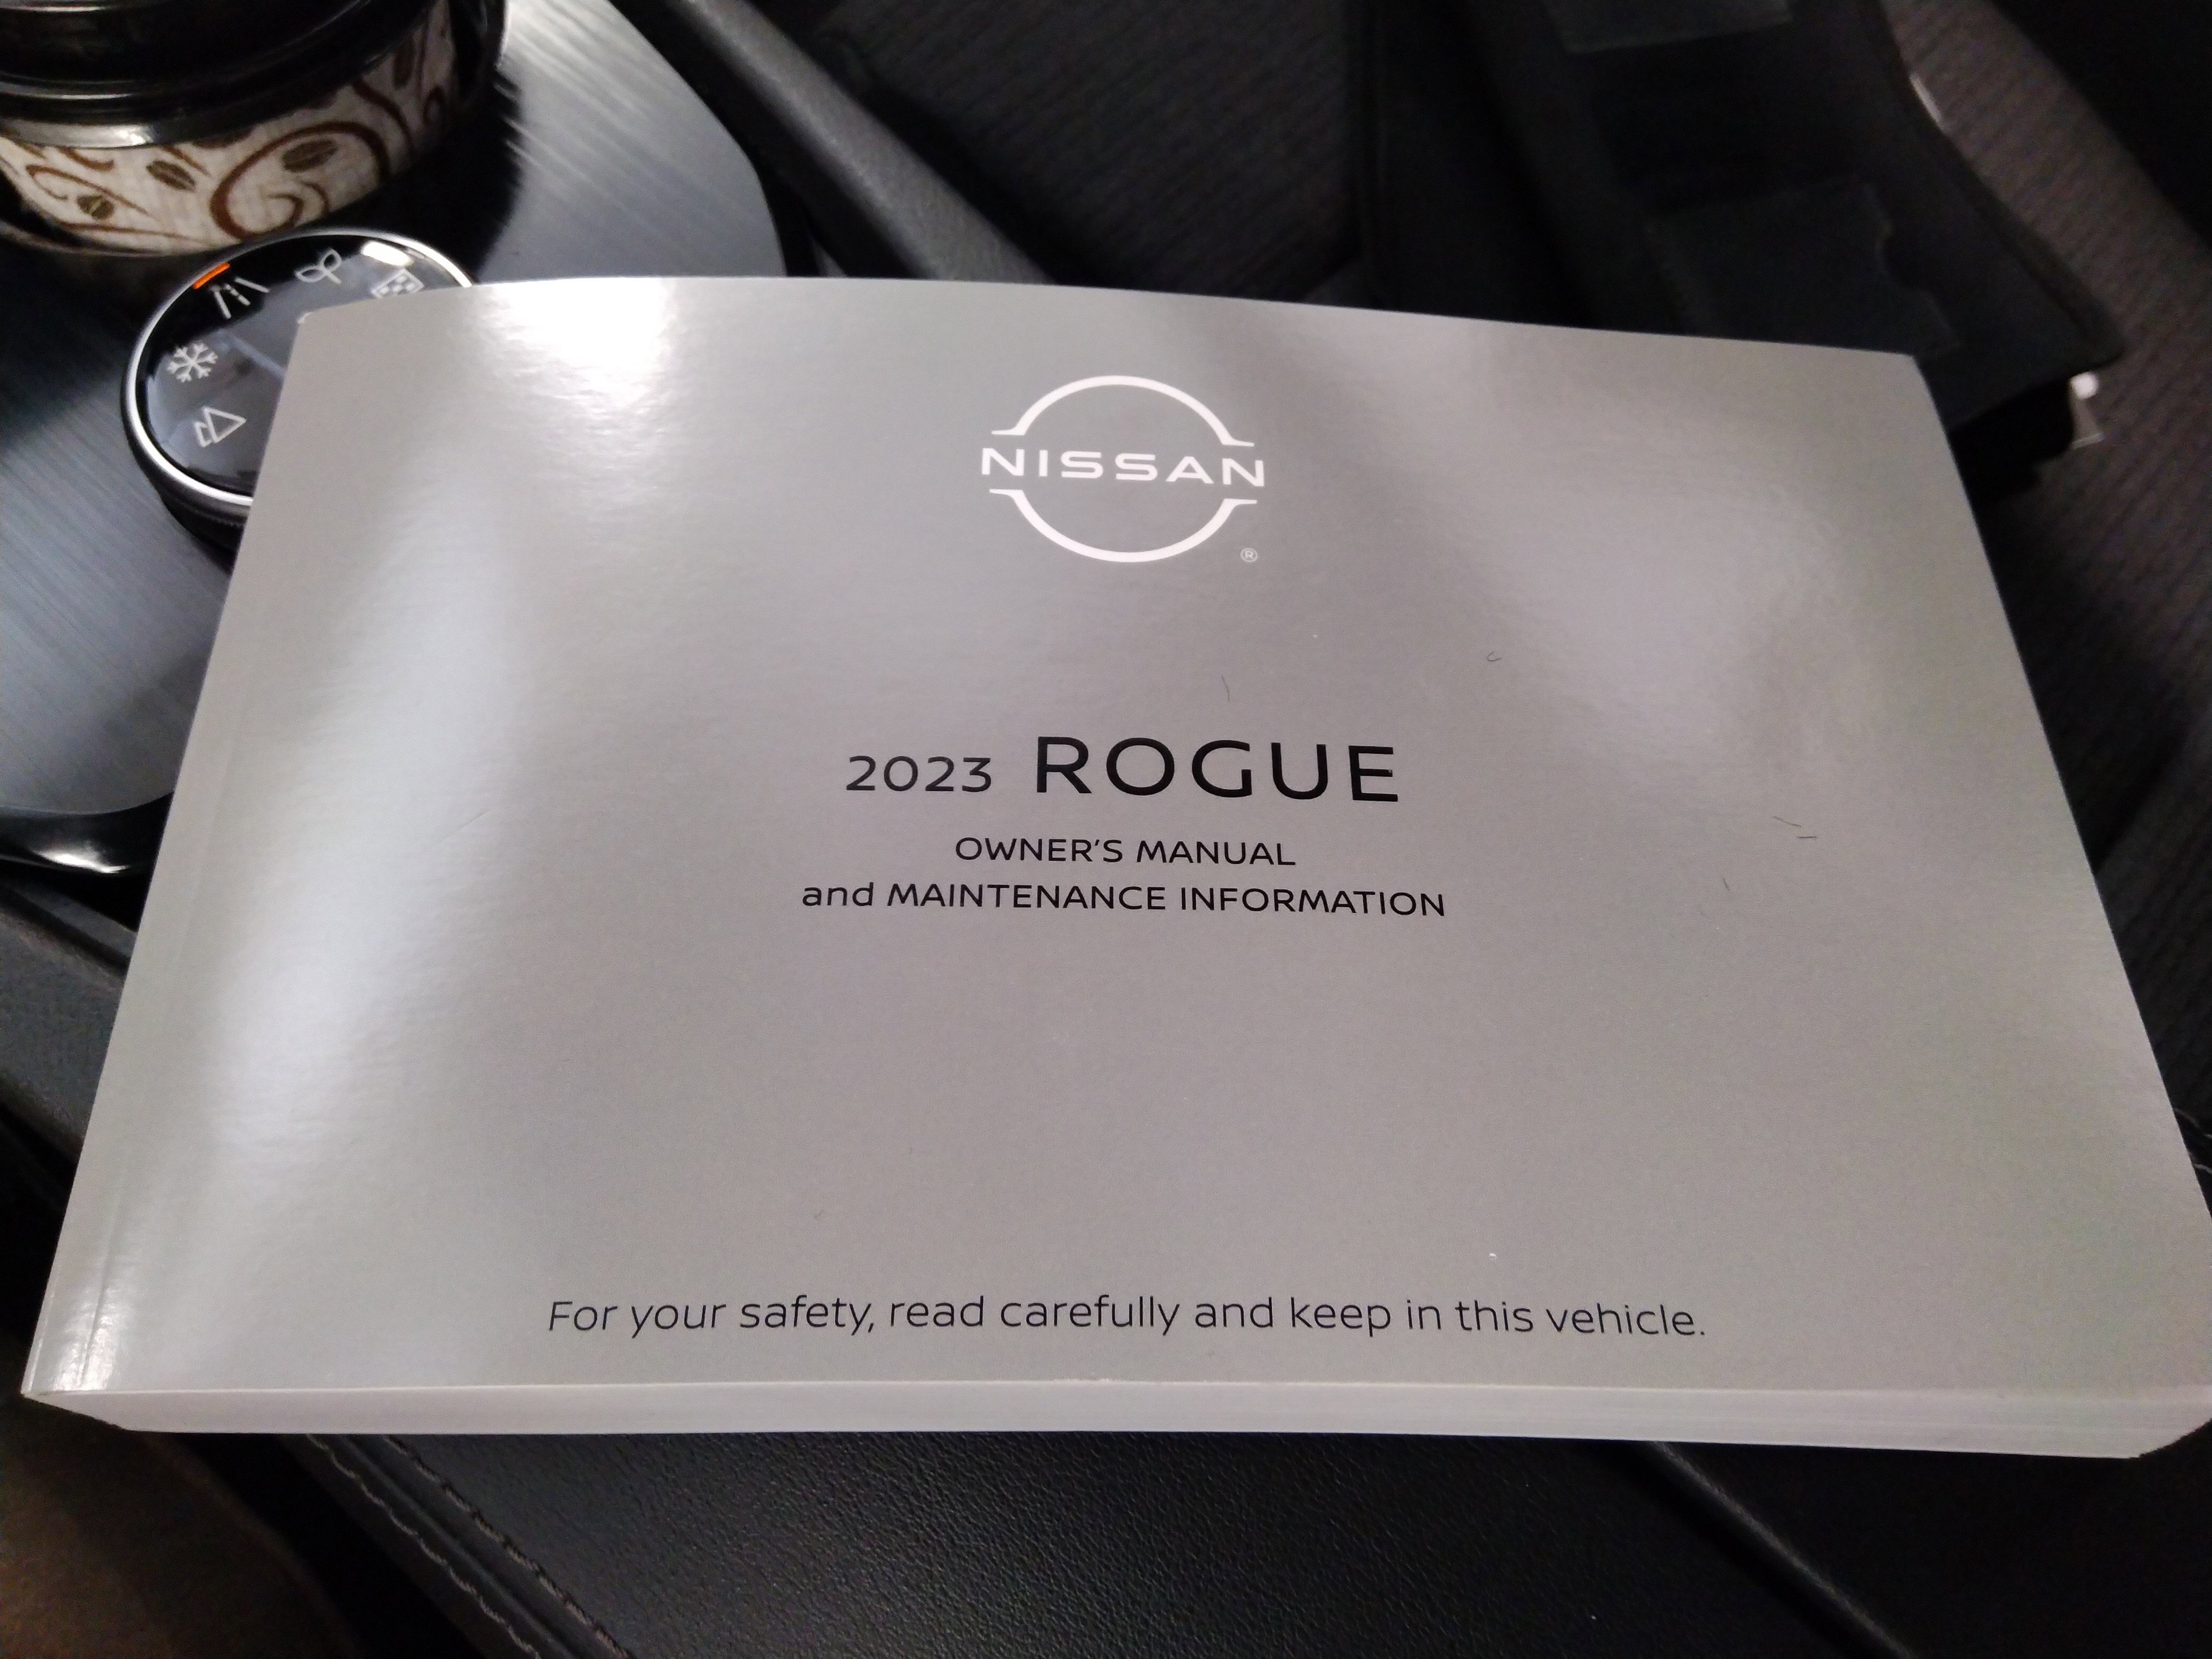 NISSAN
®
2023 ROGUE
OWNER'S MANUAL
and MAINTENANCE INFORMATION
For your safety, read carefully and keep in this vehicle.